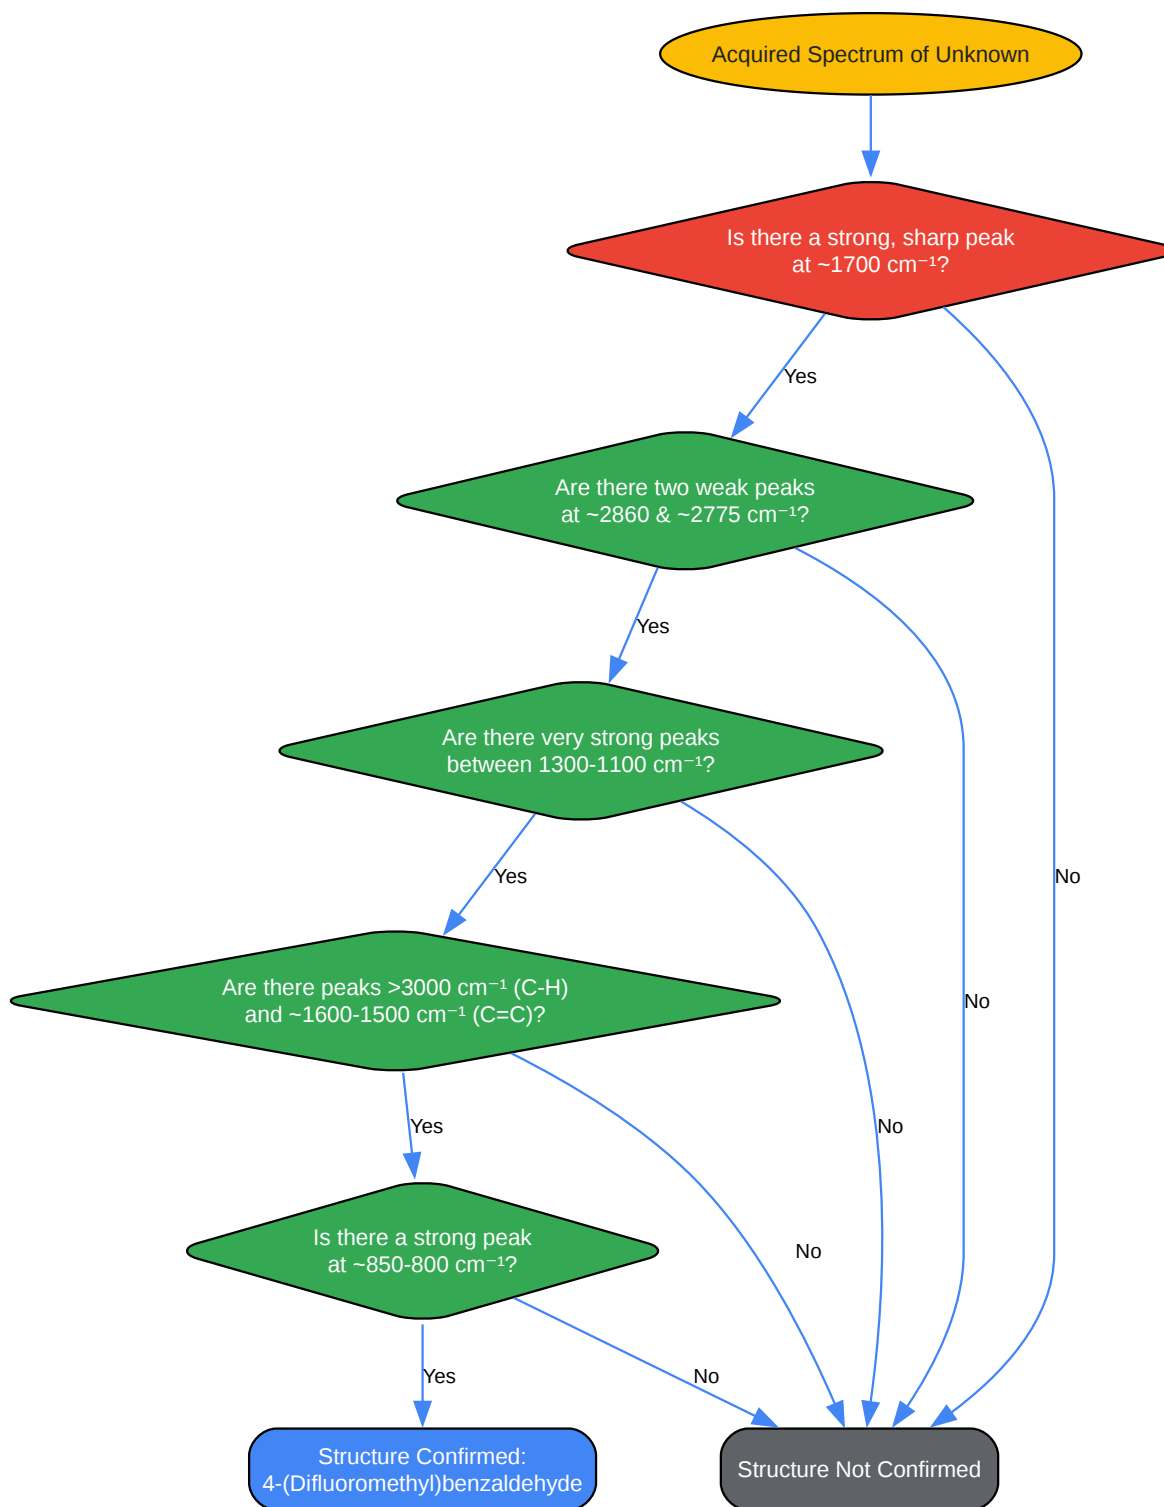 Acquired Spectrum of Unknown
Is there a strong, sharp peak
at ~1700 cm⁻¹?
Yes
Are there two weak peaks
at ~2860 & ~2775 cm⁻¹?
Yes
Are there very strong peaks
between 1300-1100 cm⁻¹?
Yes
No
Are there peaks >3000 cm⁻¹ (C-H)
and ~1600-1500 cm⁻¹ (C=C)?
No
Yes
No
Is there a strong peak
at ~850-800 cm⁻¹?
No
Yes
No
Structure Confirmed:
4-(Difluoromethyl)benzaldehyde
Structure Not Confirmed